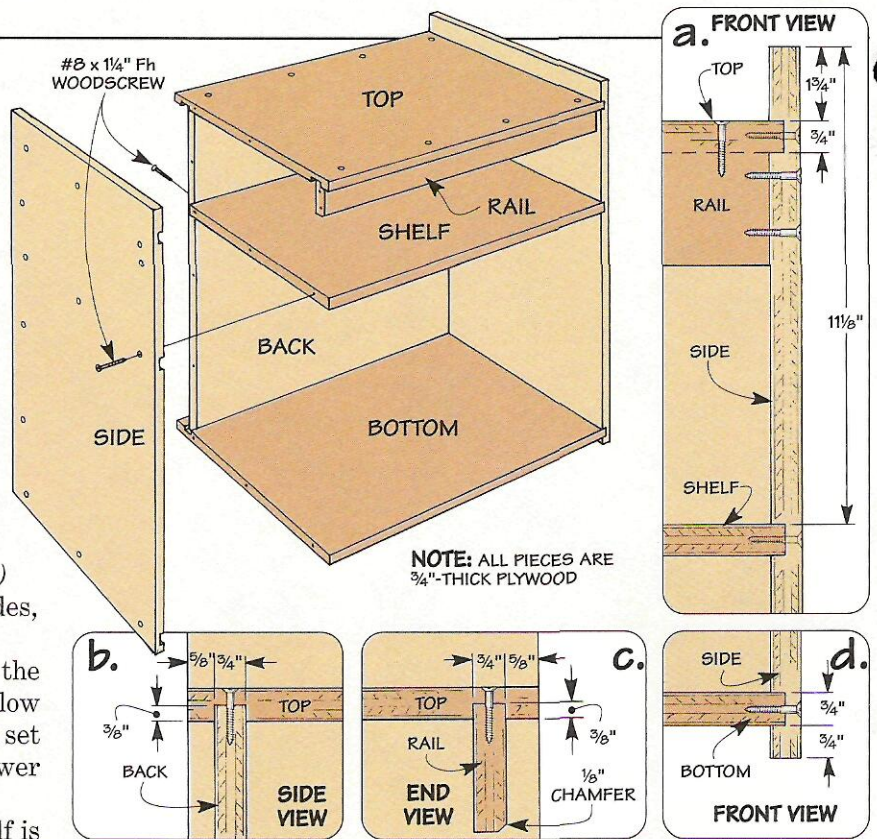 #8 x 1¼" Fh
WOODSCREW
TOP
RAIL
SHELF
BACK
SIDE
BOTTOM
NOTE: ALL PIECES ARE
¾"-THICK PLYWOOD
a. FRONT VIEW
TOP
1¾"
¾"
RAIL
11⅛"
SIDE
SHELF
)
des,
the
low
set
wer
lf is
b.
⅝" ¾"
TOP
⅜"
BACK
SIDE
VIEW
c.
¾" ⅝"
TOP
RAIL
⅜"
END
VIEW
⅛"
CHAMFER
d.
SIDE
¾"
¾"
BOTTOM
FRONT VIEW